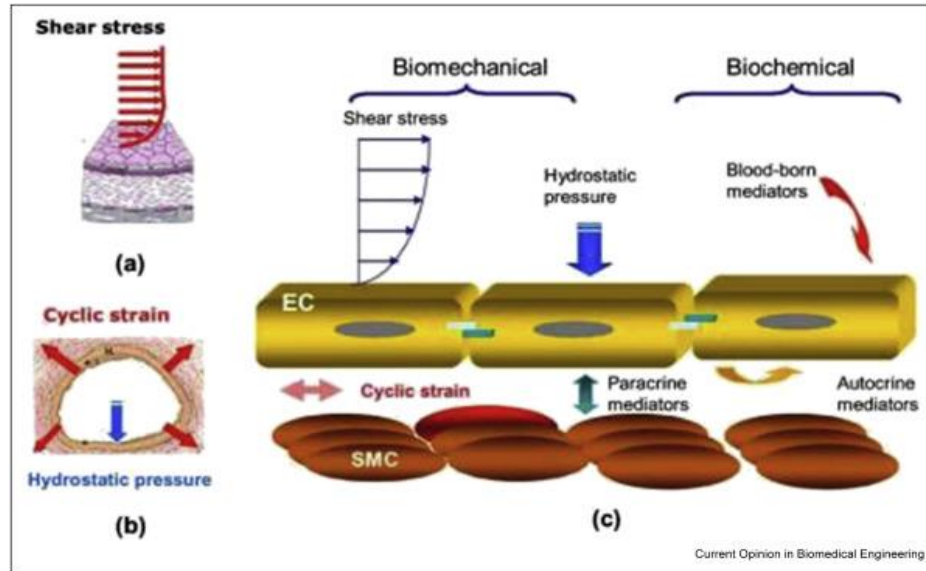 Shear stress
(a)
Cyclic strain
Hydrostatic pressure
(b)
Biomechanical
Biochemical
Shear stress
Hydrostatic
pressure
Blood-born
mediators
EC
Cyclic strain
Paracrine
mediators
Autocrine
mediators
SMC
(c)
Current Opinion in Biomedical Engineering